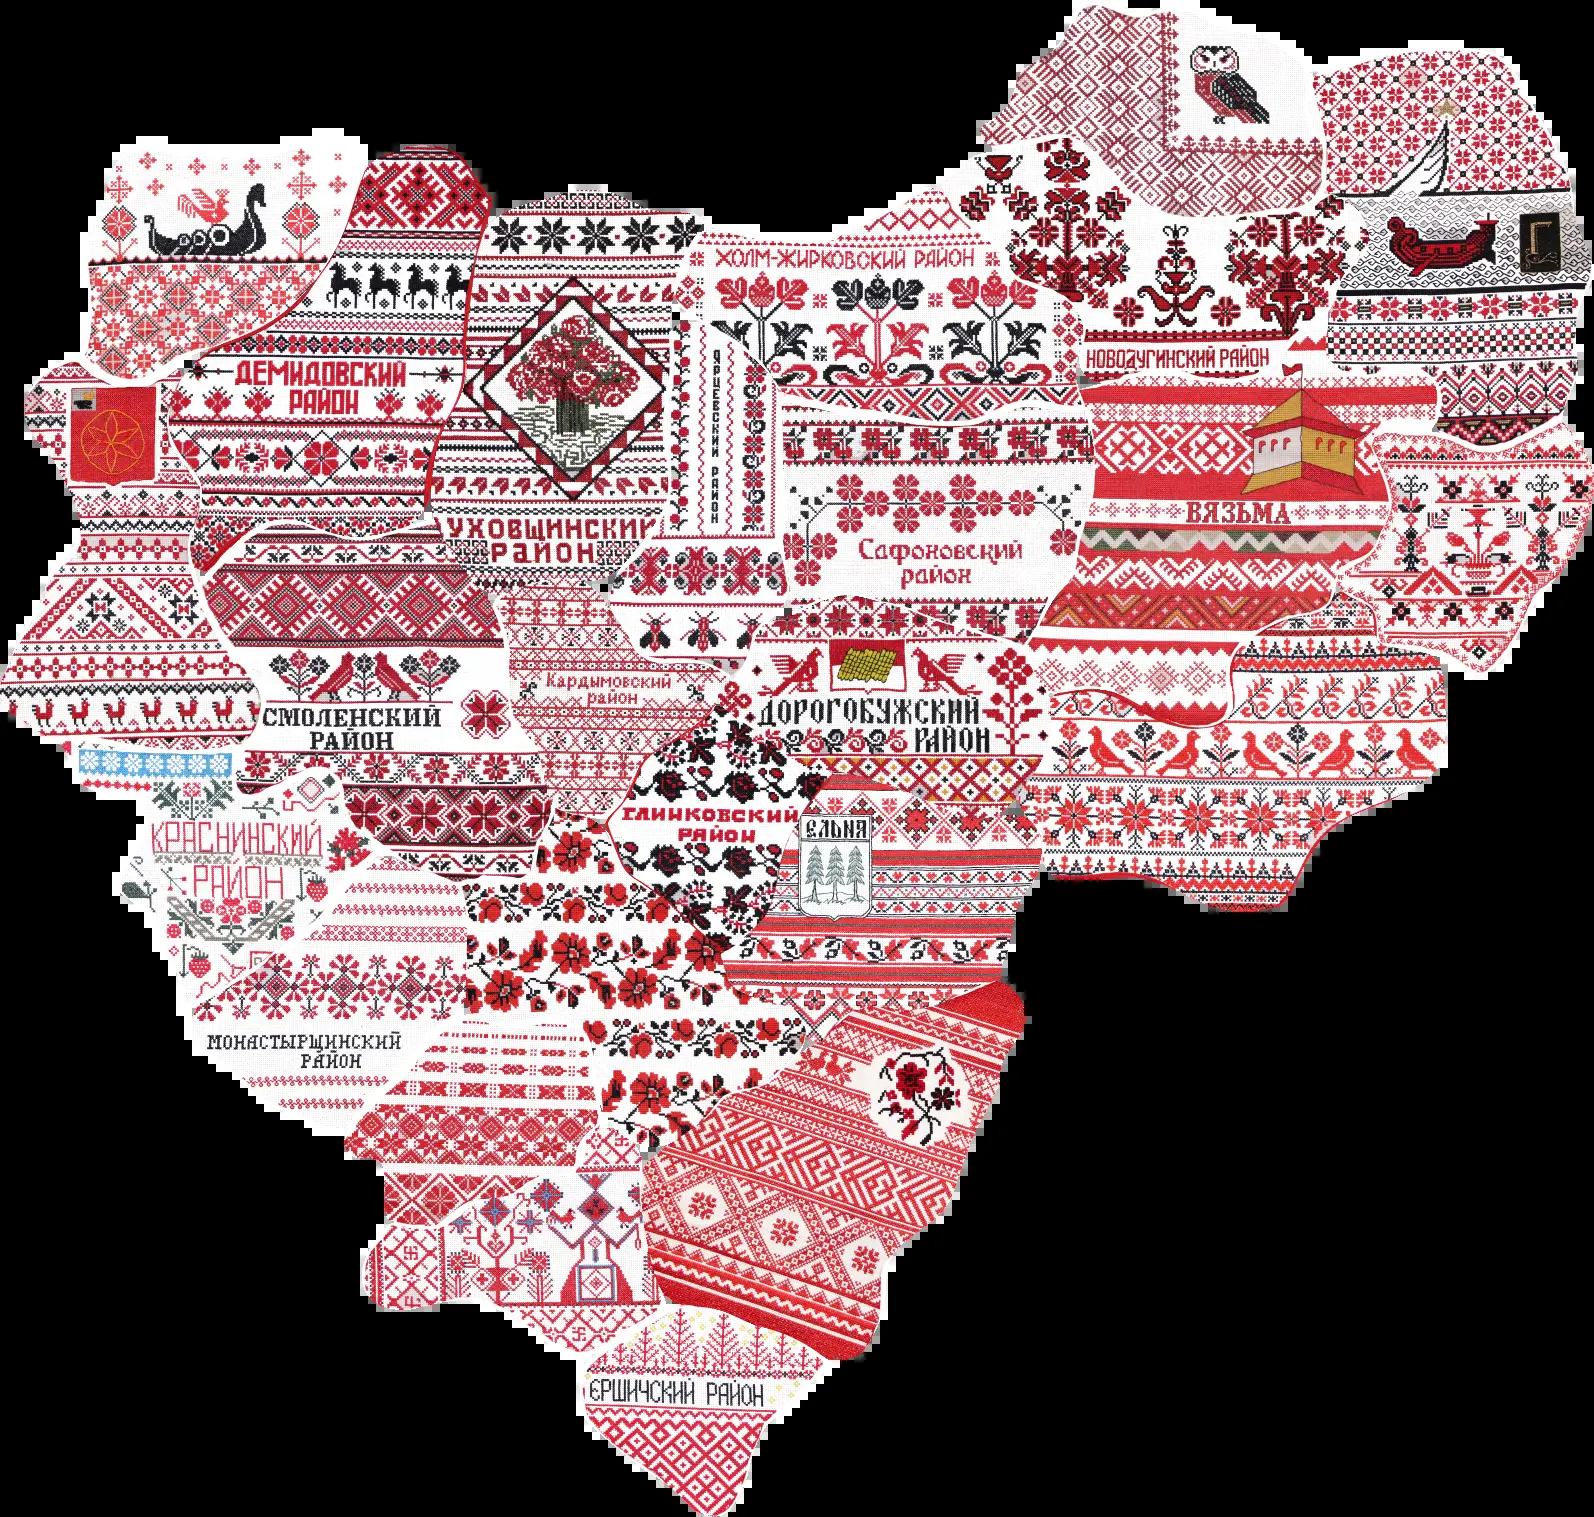 ХОЛМ-ЖИРКОВСКИЙ РАЙОН
НОВОДУГИНСКИЙ РАЙОН
ДЕМИДОВСКИЙ
РАЙОН
ЯРЦЕВСКИЙ РАЙОН
ВЯЗЬМА
УХОВЩИНСКИЙ
РАЙОН
Сафоновский
район
Кардымовский
район
СМОЛЕНСКИЙ
РАЙОН
ДОРОГОБУЖСКИЙ
РАЙОН
ГЛИНКОВСКИЙ
РАЙОН
ЕЛЬНЯ
КРАСНИНСКИЙ
РАЙОН
МОНАСТЫРЩИНСКИЙ
РАЙОН
ЕРШИЧСКИЙ РАЙОН